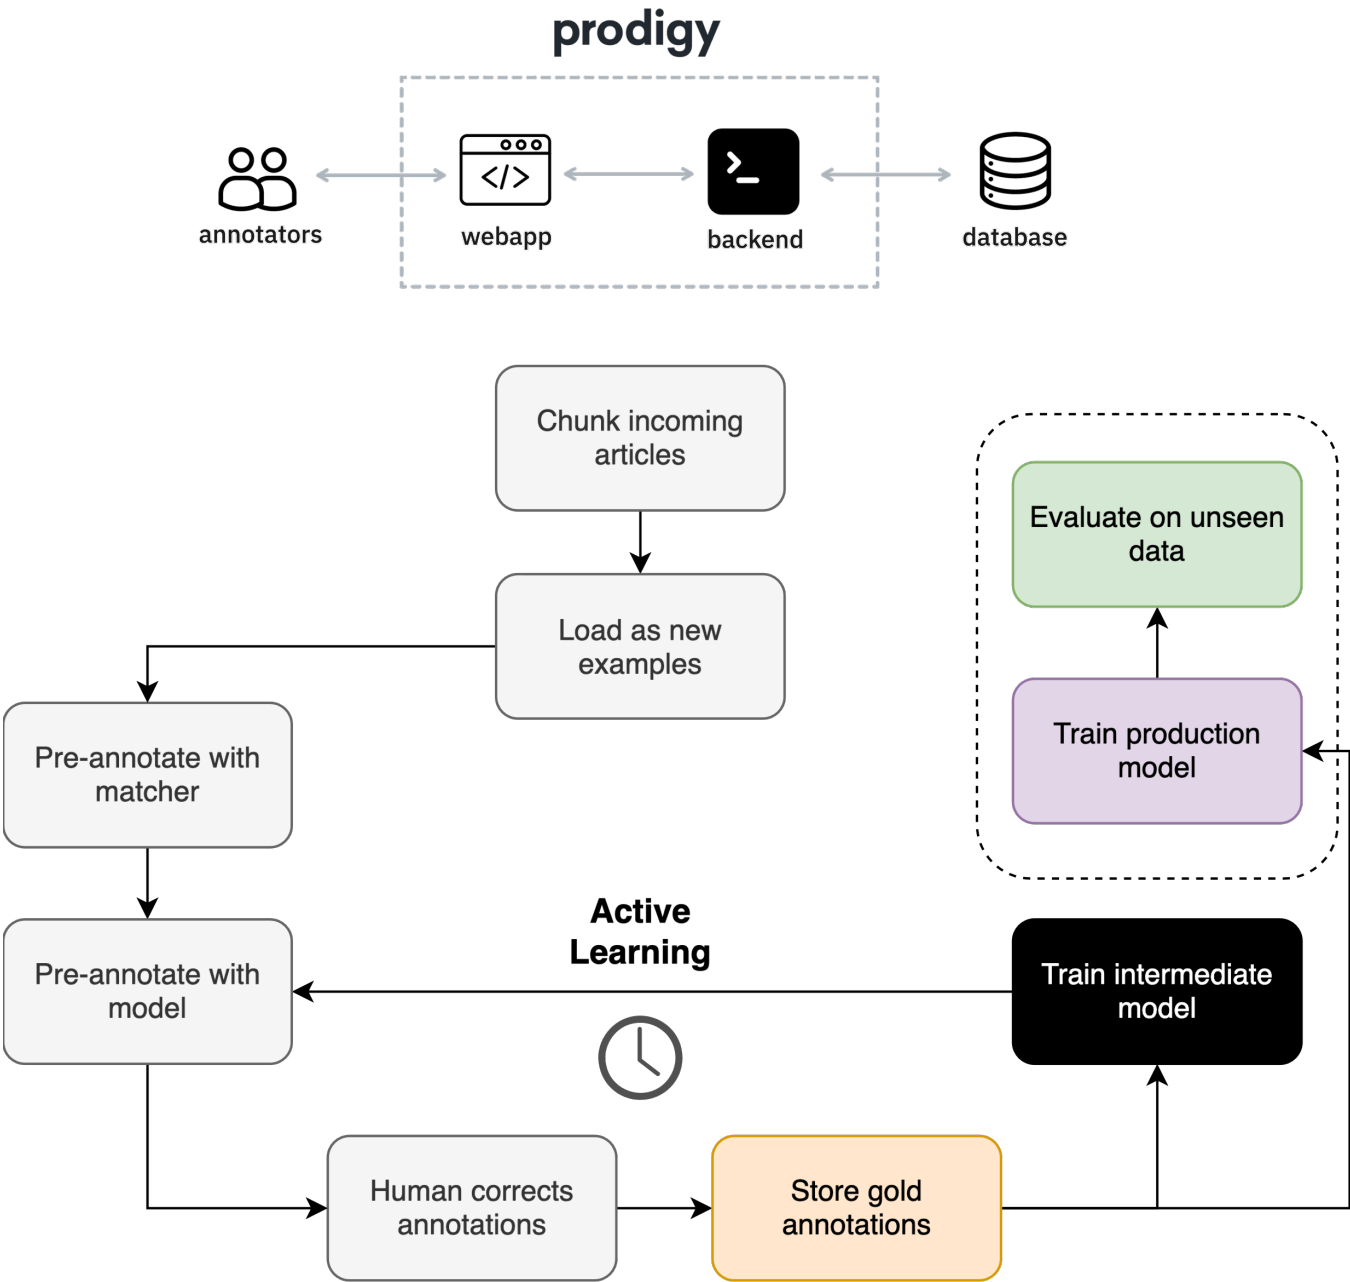 prodigy
annotators
webapp
</>
backend
database
Chunk incoming
articles
Load as new
examples
Pre-annotate with
matcher
Pre-annotate with
model
Active
Learning
Human corrects
annotations
Store gold
annotations
Train intermediate
model
Train production
model
Evaluate on unseen
data